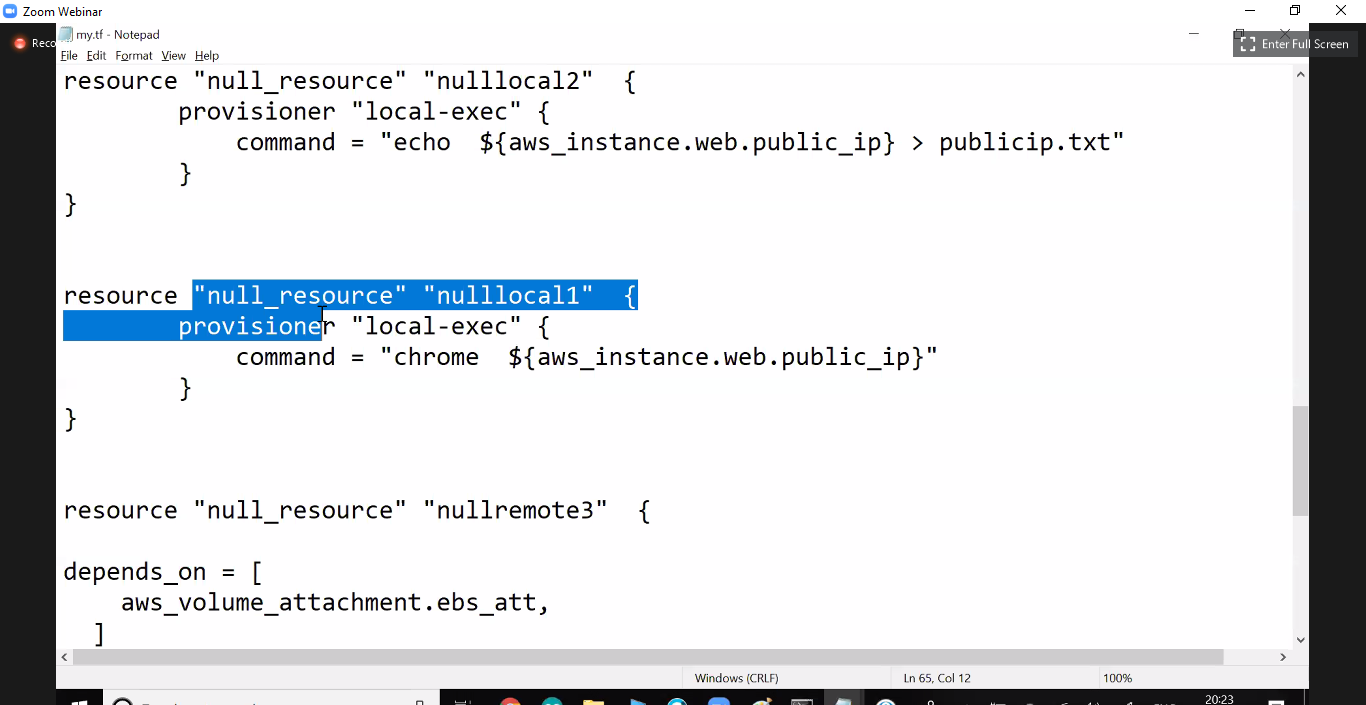 Zoom Webinar
Reco
my.tf - Notepad
Enter Full Screen
File Edit Format View Help
resource "null_resource" "nulllocal2" {
provisioner "local-exec" {
command = "echo ${aws_instance.web.public_ip} > publicip.txt"
}
}
resource "null_resource" "nulllocal1" {
provisioner "local-exec" {
command = "chrome ${aws_instance.web.public_ip}"
}
}
resource "null_resource" "nullremote3" {
depends_on = [
aws_volume_attachment.ebs_att,
]
Windows (CRLF) Ln 65, Col 12 100%
20:23